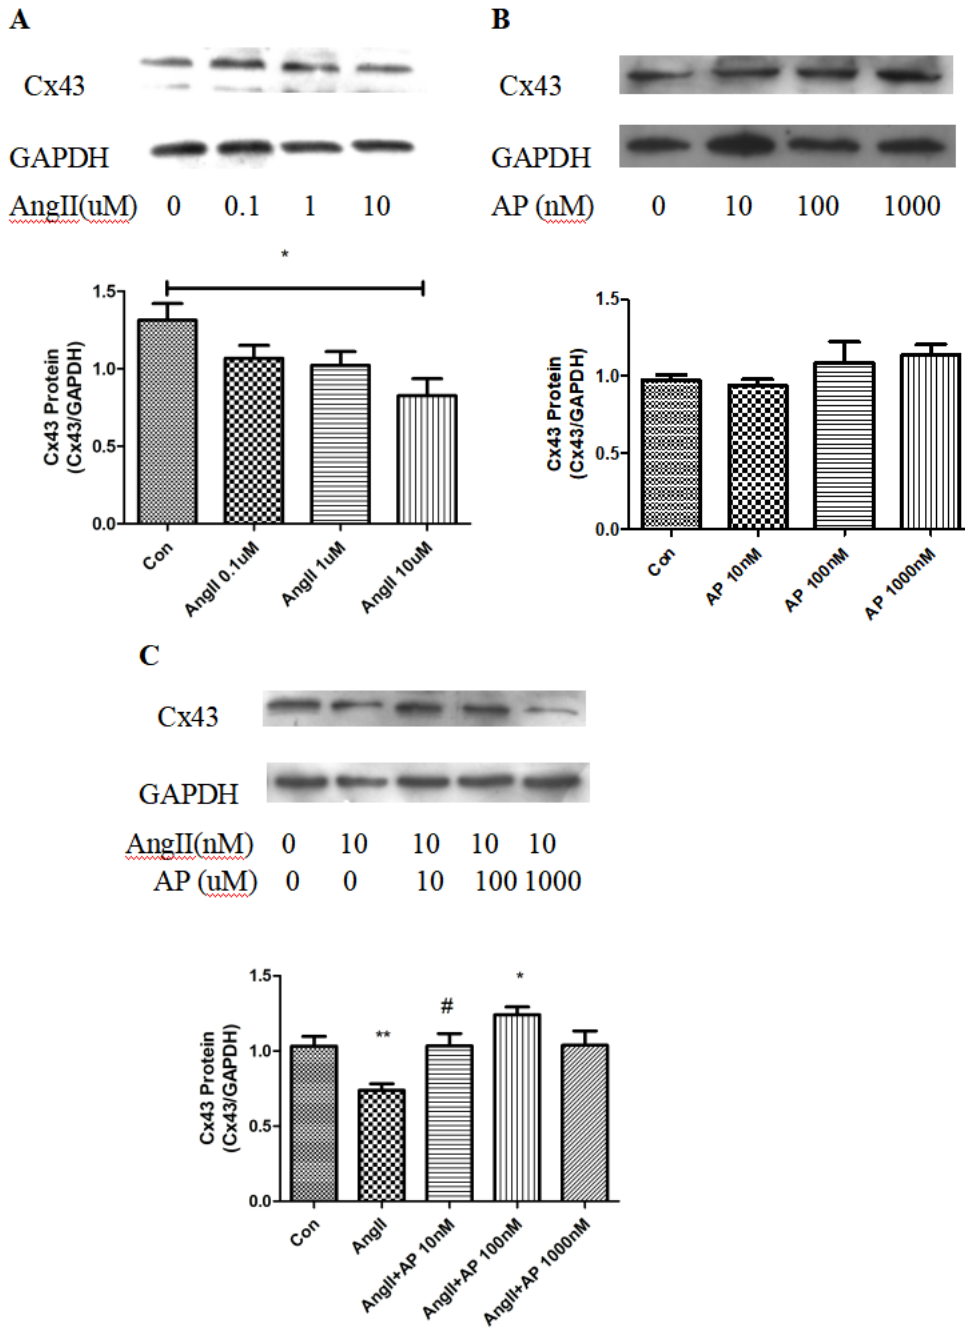 A
Cx43
GAPDH
AngII(uM) 0 0.1 1 10
*
1.5
1.0
0.5
0.0
Cx43 Protein
(Cx43/GAPDH)
Con
AngII 0.1uM
AngII 1uM
AngII 10uM
B
Cx43
GAPDH
AP (nM) 0 10 100 1000
1.5
1.0
0.5
0.0
Cx43 Protein
(Cx43/GAPDH)
Con
AP 10nM
AP 100nM
AP 1000nM
C
Cx43
GAPDH
AngII(nM) 0 10 10 10 10
AP (uM) 0 0 10 100 1000
1.5
1.0
0.5
0.0
Cx43 Protein
(Cx43/GAPDH)
**
#
*
Con
AngII
AngII+AP 10nM
AngII+AP 100nM
AngII+AP 1000nM